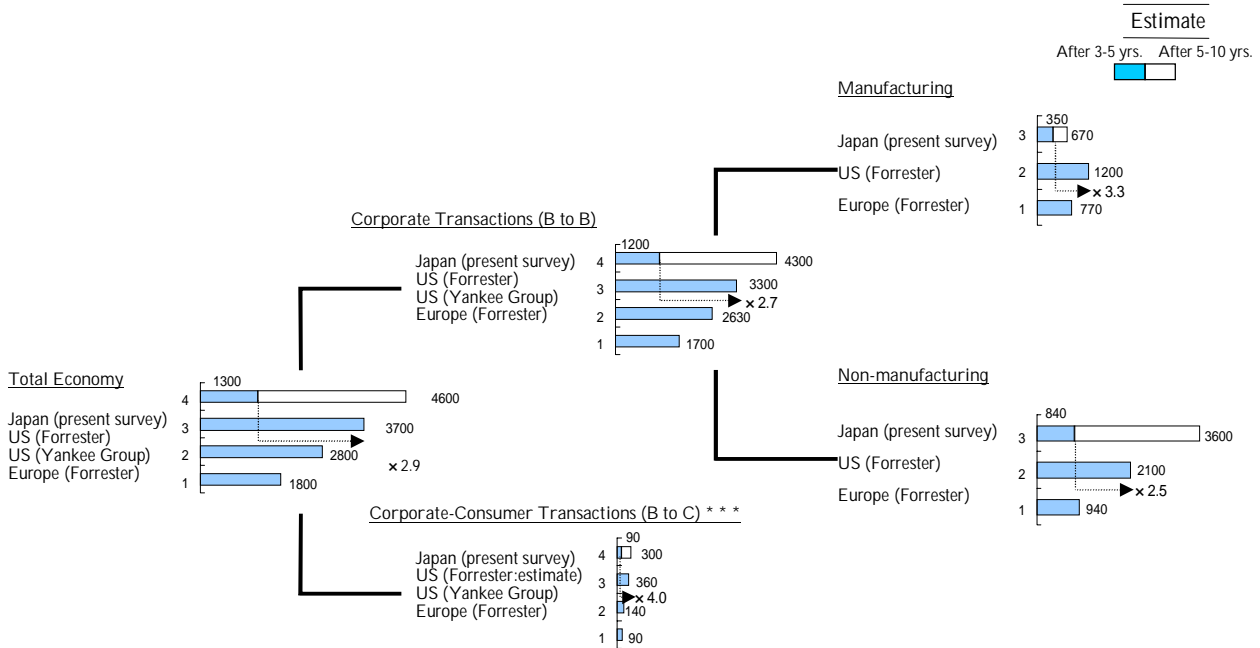 Estimate
After 3-5 yrs. After 5-10 yrs.
Manufacturing
350
Japan (present survey) 3 670
US (Forrester) 2 1200
× 3.3
Europe (Forrester) 1 770
Corporate Transactions (B to B)
1200
Japan (present survey) 4 4300
US (Forrester) 3 3300
× 2.7
US (Yankee Group) 2 2630
Europe (Forrester) 1 1700
Total Economy
1300
4 4600
Japan (present survey) 3 3700
US (Forrester)
US (Yankee Group) 2 2800
× 2.9
Europe (Forrester) 1 1800
Non-manufacturing
840
Japan (present survey) 3 3600
US (Forrester) 2 2100
× 2.5
Europe (Forrester) 1 940
Corporate-Consumer Transactions (B to C) * * *
90
Japan (present survey) 4 300
US (Forrester:estimate) 3 360
× 4.0
US (Yankee Group) 2 140
Europe (Forrester) 1 90